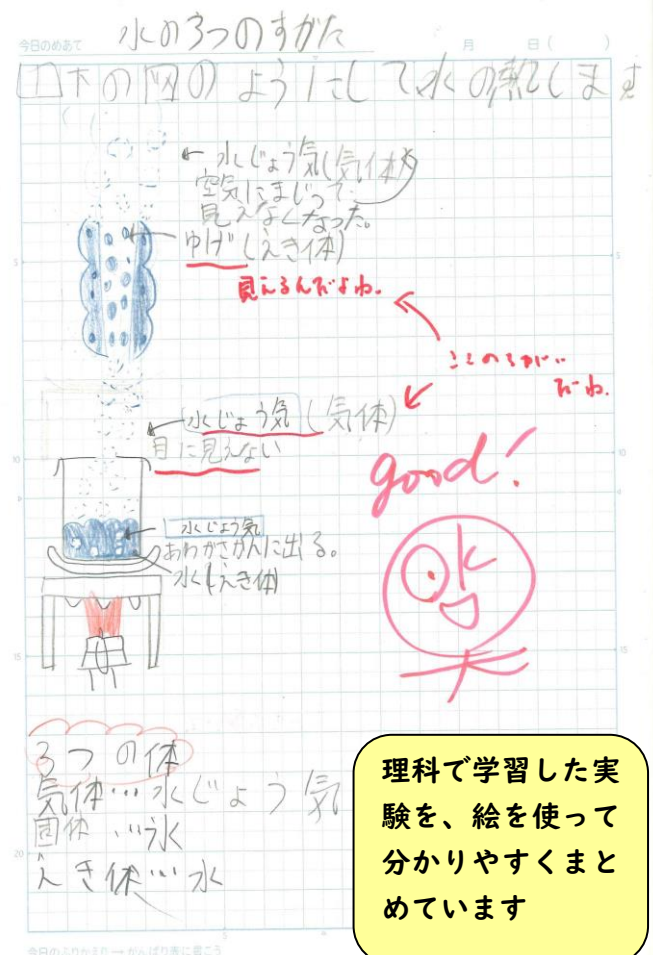 今日のめあて 水の3つのすがた 月 日( )
下の図のようにして水の熱します
←水じょう気(気体)
空気にまじって
見えなくなった。
ゆげ(えき体)
見えるんだよね。
ここのちがい
だね。
水じょう気(気体)
目に見えない
good!
水じょう気
あわがさかんに出る。
水(えき体)
OK
3つの体
気体…水じょう気
固体…氷
えき体…水
理科で学習した実
験を、絵を使って
分かりやすくまと
めています
5
5
10
10
15
15
20
今日のふりかえり→がんばり表に書こう